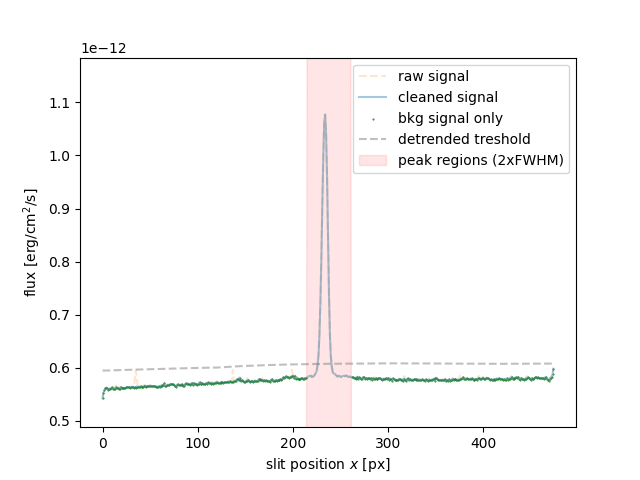 1e−12
raw signal
cleaned signal
bkg signal only
detrended treshold
peak regions (2xFWHM)
1.1
1.0
0.9
0.8
0.7
0.6
0.5
flux [erg/cm²/s]
0 100 200 300 400
slit position x [px]